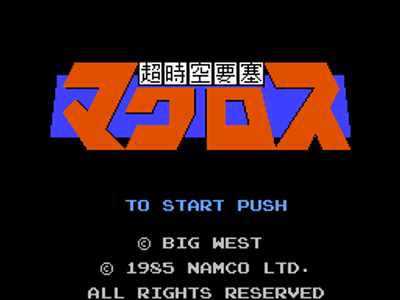 超時空要塞
マクロス
TO START PUSH
© BIG WEST
© 1985 NAMCO LTD.
ALL RIGHTS RESERVED